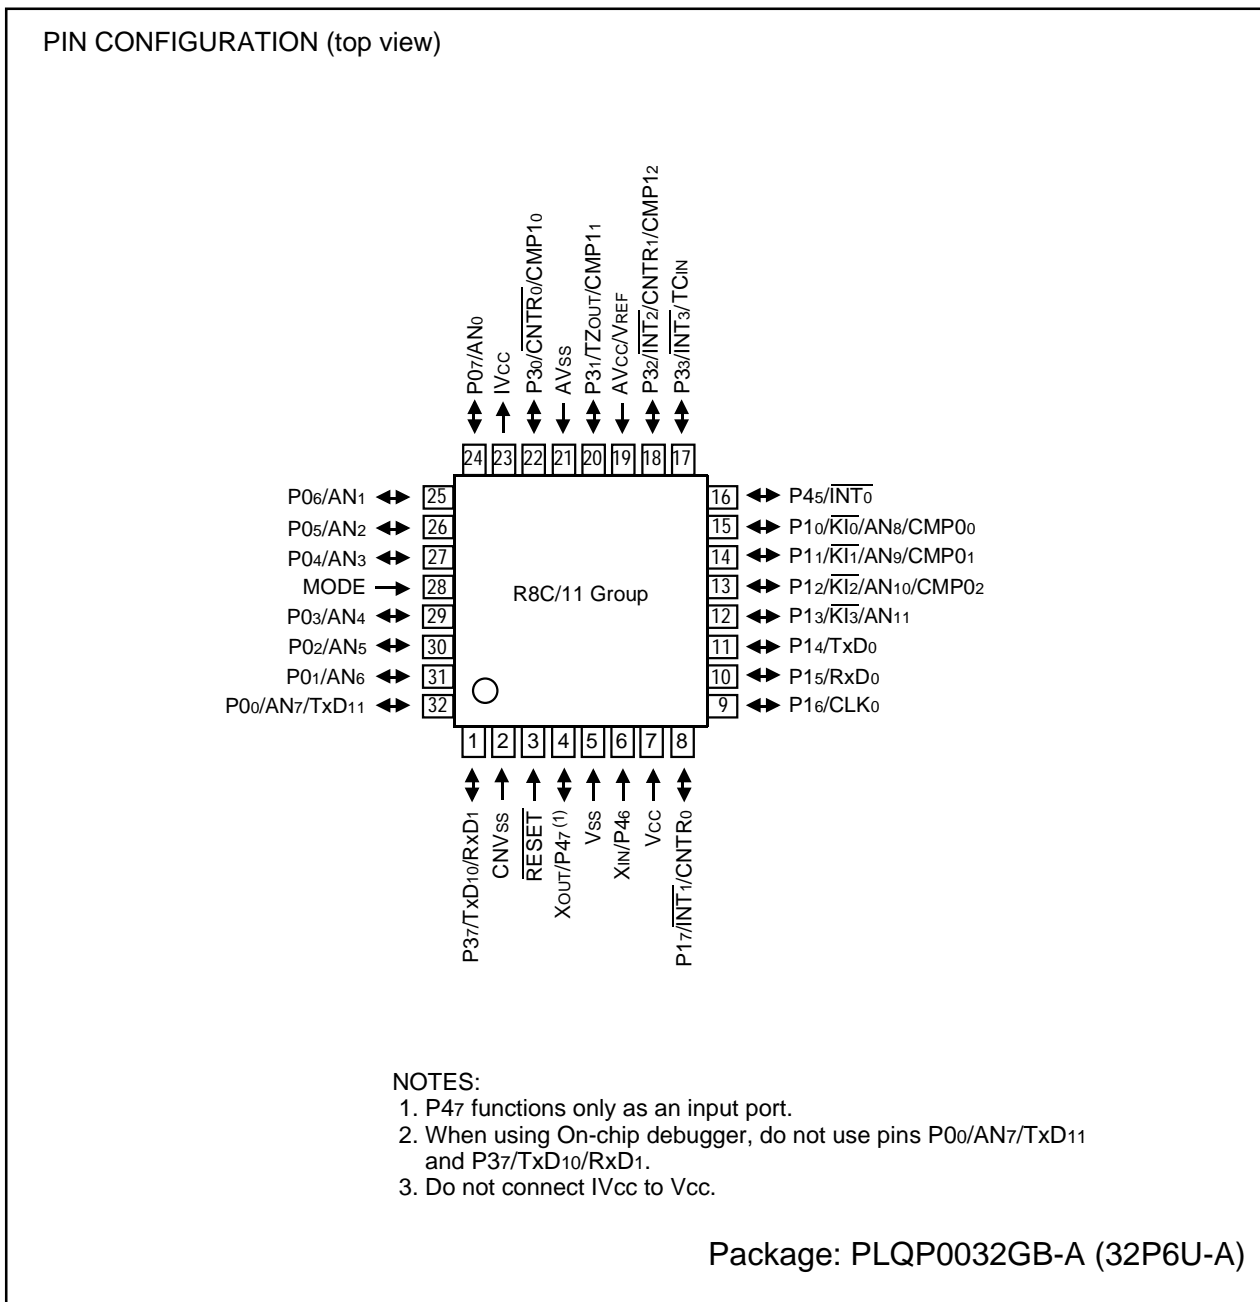 PIN CONFIGURATION (top view)
P07/AN0
IVCC
P30/CNTR0/CMP10
AVSS
P31/TZOUT/CMP11
AVCC/VREF
P32/INT2/CNTR1/CMP12
P33/INT3/TCIN
24 23 22 21 20 19 18 17
P06/AN1 25
P05/AN2 26
P04/AN3 27
MODE 28
P03/AN4 29
P02/AN5 30
P01/AN6 31
P00/AN7/TxD11 32
R8C/11 Group
16 P45/INT0
15 P10/KI0/AN8/CMP00
14 P11/KI1/AN9/CMP01
13 P12/KI2/AN10/CMP02
12 P13/KI3/AN11
11 P14/TxD0
10 P15/RxD0
9 P16/CLK0
1 2 3 4 5 6 7 8
P37/TxD10/RxD1
CNVSS
RESET
XOUT/P47 (1)
VSS
XIN/P46
VCC
P17/INT1/CNTR0
NOTES:
1. P47 functions only as an input port.
2. When using On-chip debugger, do not use pins P00/AN7/TxD11
and P37/TxD10/RxD1.
3. Do not connect IVcc to Vcc.
Package: PLQP0032GB-A (32P6U-A)